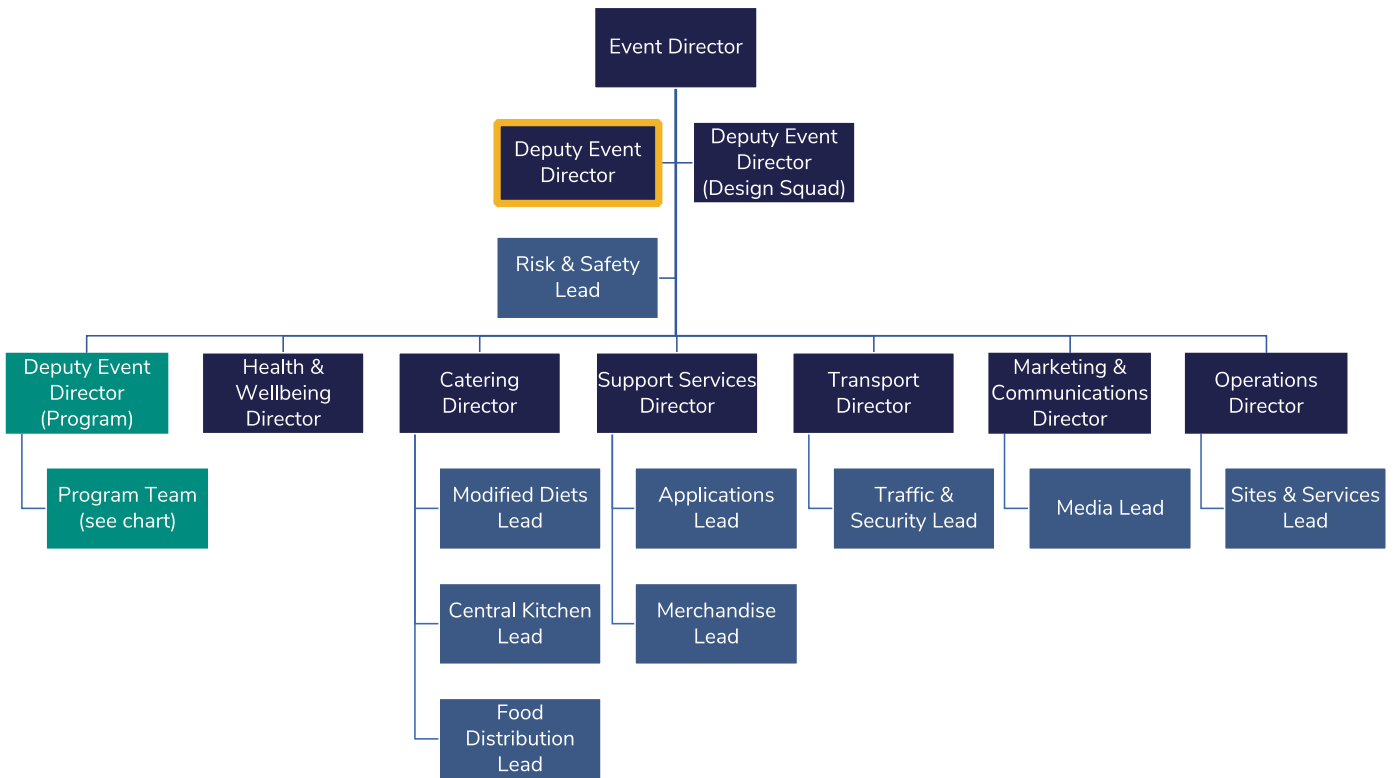 Event Director
Deputy Event
Director
Deputy Event
Director
(Design Squad)
Risk & Safety
Lead
Deputy Event
Director
(Program)
Health &
Wellbeing
Director
Catering
Director
Support Services
Director
Transport
Director
Marketing &
Communications
Director
Operations
Director
Program Team
(see chart)
Modified Diets
Lead
Applications
Lead
Traffic &
Security Lead
Media Lead
Sites & Services
Lead
Central Kitchen
Lead
Merchandise
Lead
Food
Distribution
Lead